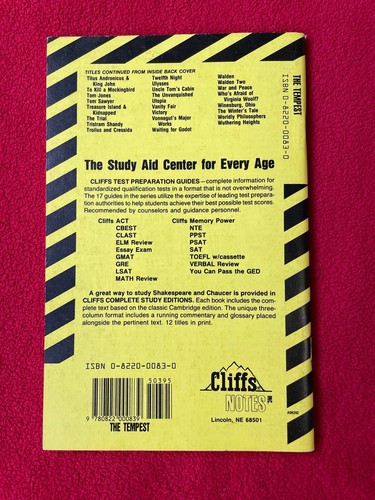 TITLES CONTINUED FROM INSIDE BACK COVER
Titus Andronicus &
King John
To Kill a Mockingbird
Tom Jones
Tom Sawyer
Treasure Island &
Kidnapped
The Trial
Tristram Shandy
Troilus and Cressida
Twelfth Night
Ulysses
Uncle Tom's Cabin
The Unvanquished
Utopia
Vanity Fair
Victory
Vonnegut's Major
Works
Waiting for Godot
Walden
Walden Two
War and Peace
Who's Afraid of
Virginia Woolf?
Winesburg, Ohio
The Winter's Tale
Worldly Philosophers
Wuthering Heights
The Study Aid Center for Every Age
CLIFFS TEST PREPARATION GUIDES—complete information for
standardized qualification tests in a format that is not overwhelming.
The 17 guides in the series utilize the expertise of leading test prepar-
ation authorities to help students achieve their best possible test scores.
Recommended by counselors and guidance personnel.
Cliffs ACT
CBEST
CLAST
ELM Review
Essay Exam
GMAT
GRE
LSAT
MATH Review
Cliffs Memory Power
NTE
PPST
PSAT
SAT
TOEFL w/cassette
VERBAL Review
You Can Pass the GED
A great way to study Shakespeare and Chaucer is provided in
CLIFFS COMPLETE STUDY EDITIONS. Each book includes the com-
plete text based on the classic Cambridge edition. The unique three-
column format includes a running commentary and glossary placed
alongside the pertinent text. 12 titles in print.
ISBN 0-8220-0083-0
50395
9 780822 000839
THE TEMPEST
Cliffs
NOTES
Lincoln, NE 68501
THE TEMPEST
ISBN 0-8220-0083-0